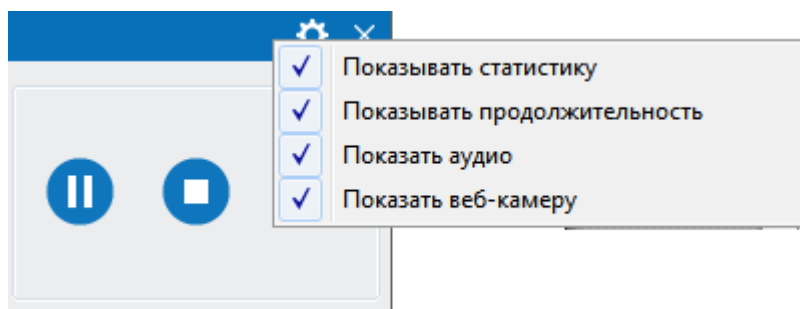 Показывать статистику
Показывать продолжительность
Показать аудио
Показать веб-камеру